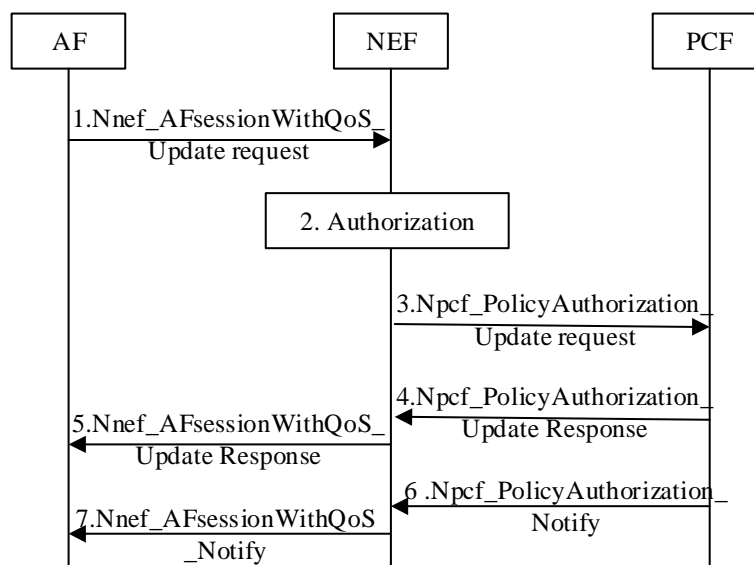 AF
NEF
PCF
1.Nnef_AFsessionWithQoS_
Update request
2. Authorization
3.Npcf_PolicyAuthorization_
Update request
4.Npcf_PolicyAuthorization_
Update Response
5.Nnef_AFsessionWithQoS_
Update Response
6 .Npcf_PolicyAuthorization_
Notify
7.Nnef_AFsessionWithQoS
_Notify